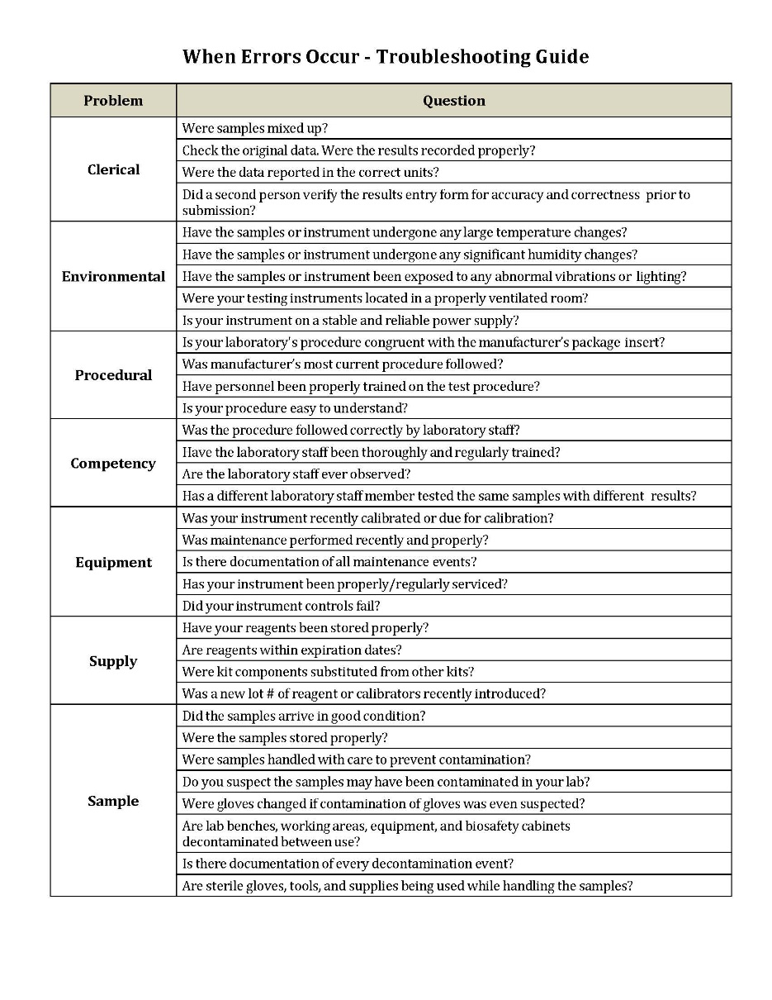 When Errors Occur - Troubleshooting Guide
Problem
Question
Clerical
Were samples mixed up?
Check the original data. Were the results recorded properly?
Were the data reported in the correct units?
Did a second person verify the results entry form for accuracy and correctness prior to
submission?
Environmental
Have the samples or instrument undergone any large temperature changes?
Have the samples or instrument undergone any significant humidity changes?
Have the samples or instrument been exposed to any abnormal vibrations or lighting?
Were your testing instruments located in a properly ventilated room?
Is your instrument on a stable and reliable power supply?
Procedural
Is your laboratory's procedure congruent with the manufacturer's package insert?
Was manufacturer's most current procedure followed?
Have personnel been properly trained on the test procedure?
Is your procedure easy to understand?
Competency
Was the procedure followed correctly by laboratory staff?
Have the laboratory staff been thoroughly and regularly trained?
Are the laboratory staff ever observed?
Has a different laboratory staff member tested the same samples with different results?
Equipment
Was your instrument recently calibrated or due for calibration?
Was maintenance performed recently and properly?
Is there documentation of all maintenance events?
Has your instrument been properly/regularly serviced?
Did your instrument controls fail?
Supply
Have your reagents been stored properly?
Are reagents within expiration dates?
Were kit components substituted from other kits?
Was a new lot # of reagent or calibrators recently introduced?
Sample
Did the samples arrive in good condition?
Were the samples stored properly?
Were samples handled with care to prevent contamination?
Do you suspect the samples may have been contaminated in your lab?
Were gloves changed if contamination of gloves was even suspected?
Are lab benches, working areas, equipment, and biosafety cabinets
decontaminated between use?
Is there documentation of every decontamination event?
Are sterile gloves, tools, and supplies being used while handling the samples?